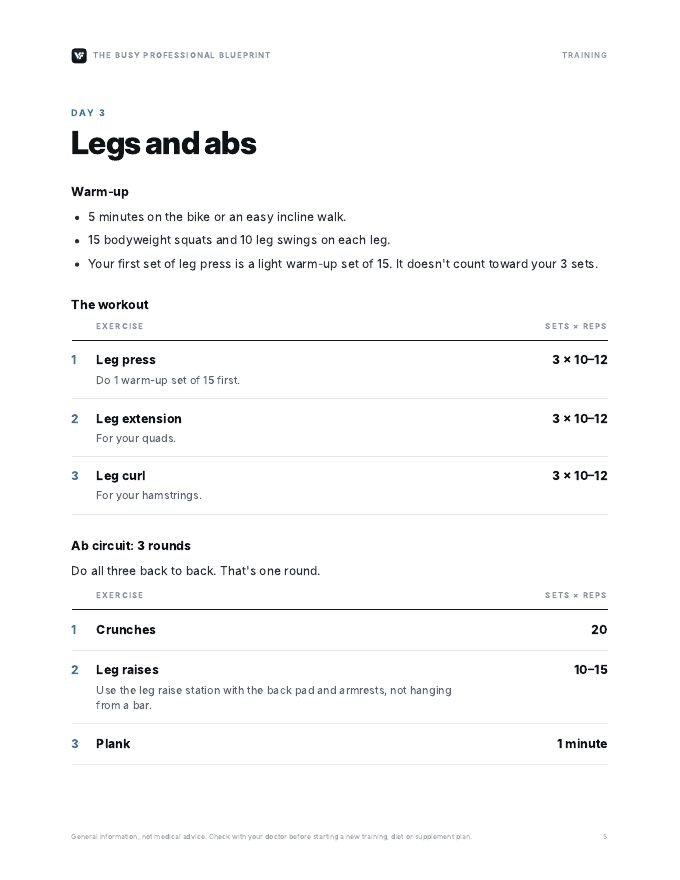 THE BUSY PROFESSIONAL BLUEPRINT
TRAINING
DAY 3
Legs and abs
Warm-up
• 5 minutes on the bike or an easy incline walk.
• 15 bodyweight squats and 10 leg swings on each leg.
• Your first set of leg press is a light warm-up set of 15. It doesn't count toward your 3 sets.
The workout
EXERCISE SETS × REPS
1 Leg press 3 × 10–12
Do 1 warm-up set of 15 first.
2 Leg extension 3 × 10–12
For your quads.
3 Leg curl 3 × 10–12
For your hamstrings.
Ab circuit: 3 rounds
Do all three back to back. That's one round.
EXERCISE SETS × REPS
1 Crunches 20
2 Leg raises 10–15
Use the leg raise station with the back pad and armrests, not hanging
from a bar.
3 Plank 1 minute
General information, not medical advice. Check with your doctor before starting a new training, diet or supplement plan.
5